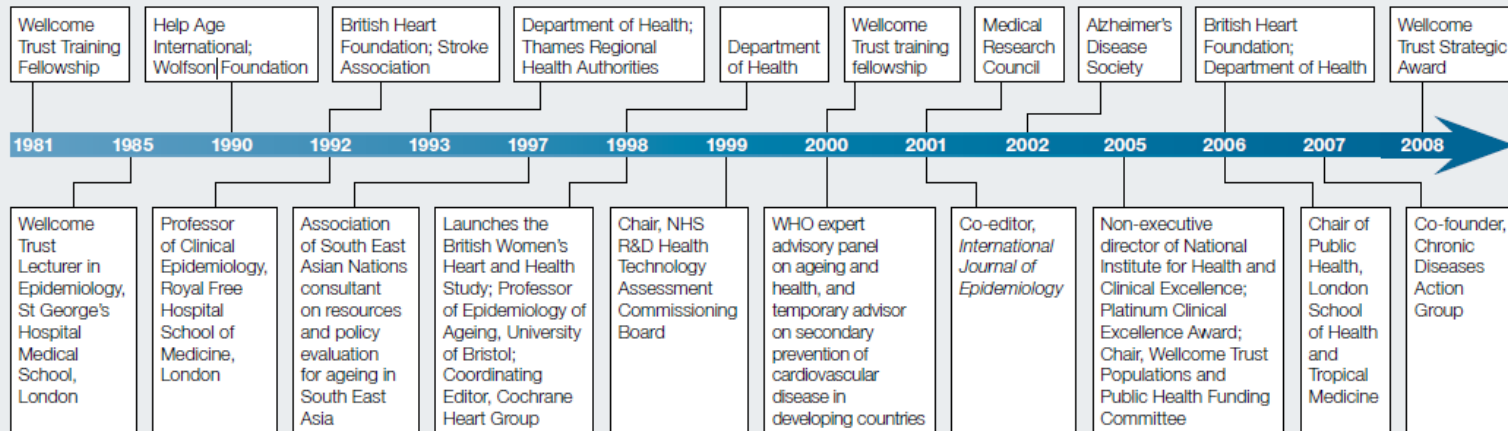 Wellcome
Trust Training
Fellowship
Help Age
International;
Wolfson Foundation
British Heart
Foundation; Stroke
Association
Department of Health;
Thames Regional
Health Authorities
Department
of Health
Wellcome
Trust training
fellowship
Medical
Research
Council
Alzheimer's
Disease
Society
British Heart
Foundation;
Department of Health
Wellcome
Trust Strategic
Award
1981 1985 1990 1992 1993 1997 1998 1999 2000 2001 2002 2005 2006 2007 2008
Wellcome
Trust
Lecturer in
Epidemiology,
St George's
Hospital
Medical
School,
London
Professor
of Clinical
Epidemiology,
Royal Free
Hospital
School of
Medicine,
London
Association
of South East
Asian Nations
consultant
on resources
and policy
evaluation
for ageing in
South East
Asia
Launches the
British Women's
Heart and Health
Study; Professor
of Epidemiology of
Ageing, University
of Bristol;
Coordinating
Editor, Cochrane
Heart Group
Chair, NHS
R&D Health
Technology
Assessment
Commissioning
Board
WHO expert
advisory panel
on ageing and
health, and
temporary advisor
on secondary
prevention of
cardiovascular
disease in
developing countries
Co-editor,
International
Journal of
Epidemiology
Non-executive
director of National
Institute for Health and
Clinical Excellence;
Platinum Clinical
Excellence Award;
Chair, Wellcome Trust
Populations and
Public Health Funding
Committee
Chair of
Public
Health,
London
School
of Health
and
Tropical
Medicine
Co-founder,
Chronic
Diseases
Action
Group